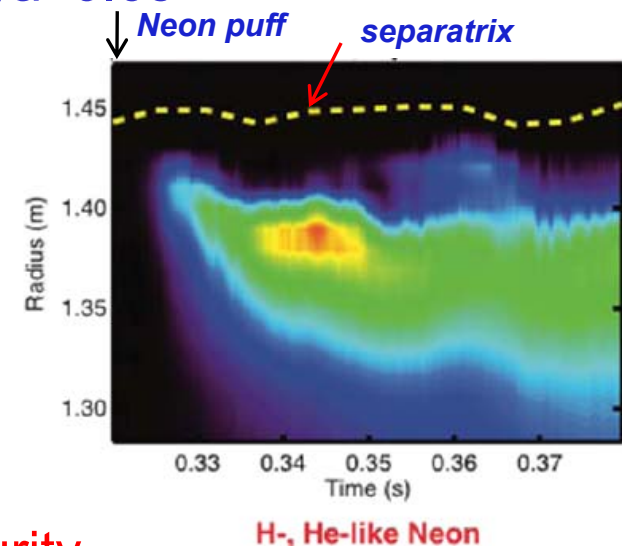 Neon puff
separatrix
1.45
1.40
1.35
1.30
Radius (m)
0.33 0.34 0.35 0.36 0.37
Time (s)
H-, He-like Neon